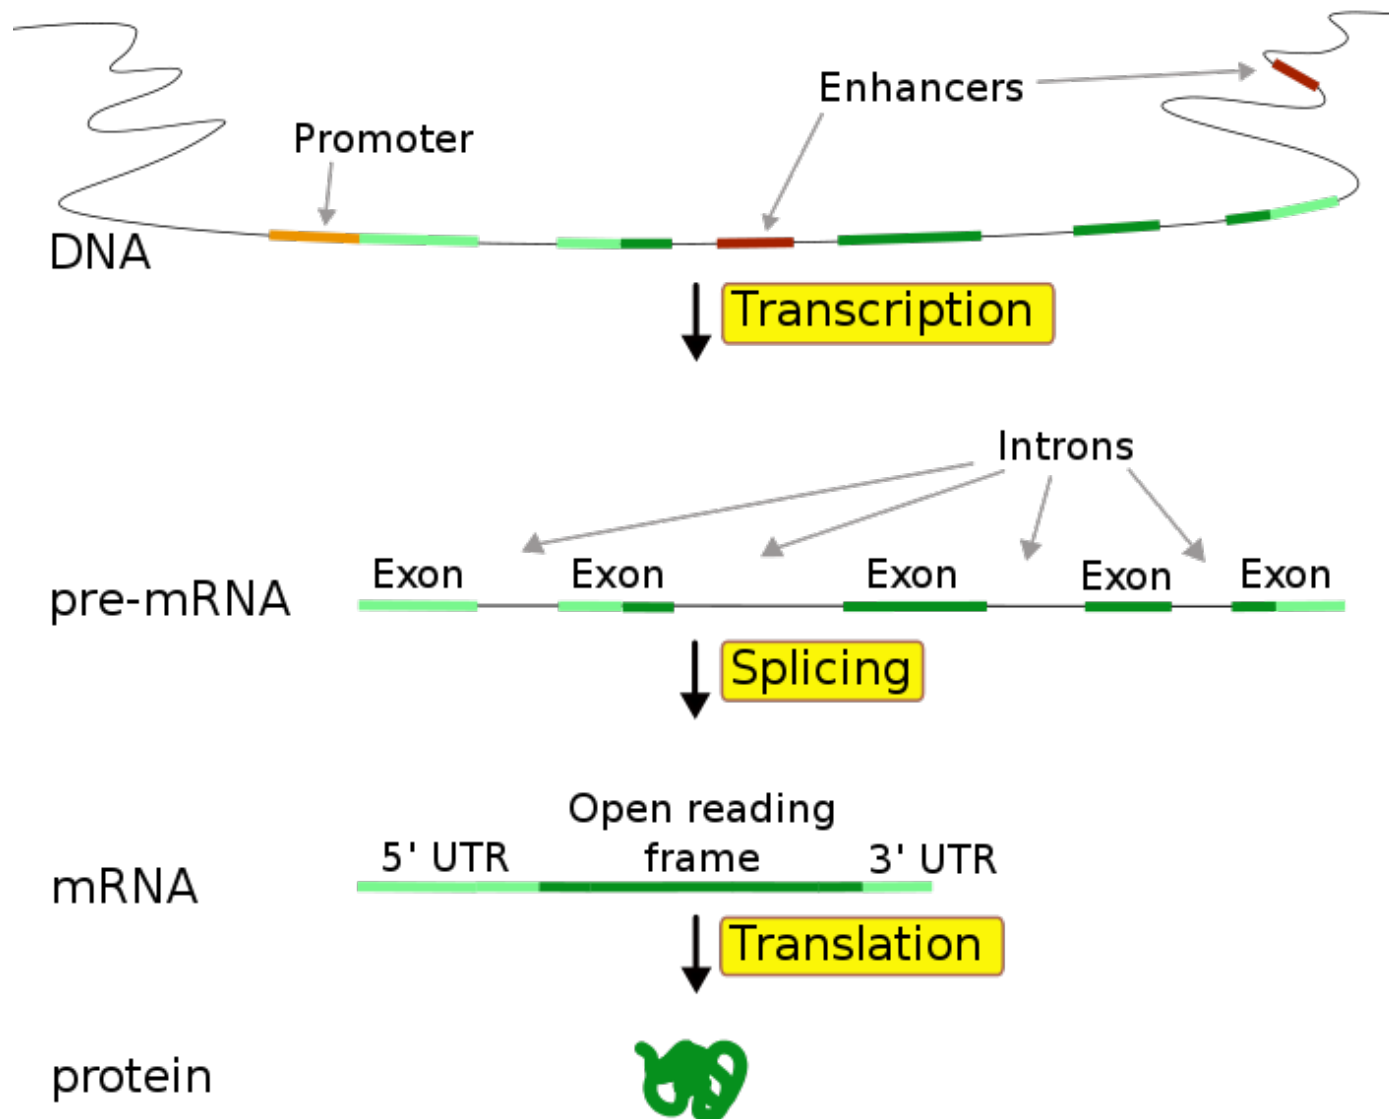 Enhancers
Promoter
DNA
Transcription
Introns
Exon Exon Exon Exon Exon
pre-mRNA
Splicing
Open reading
5' UTR frame 3' UTR
mRNA
Translation
protein